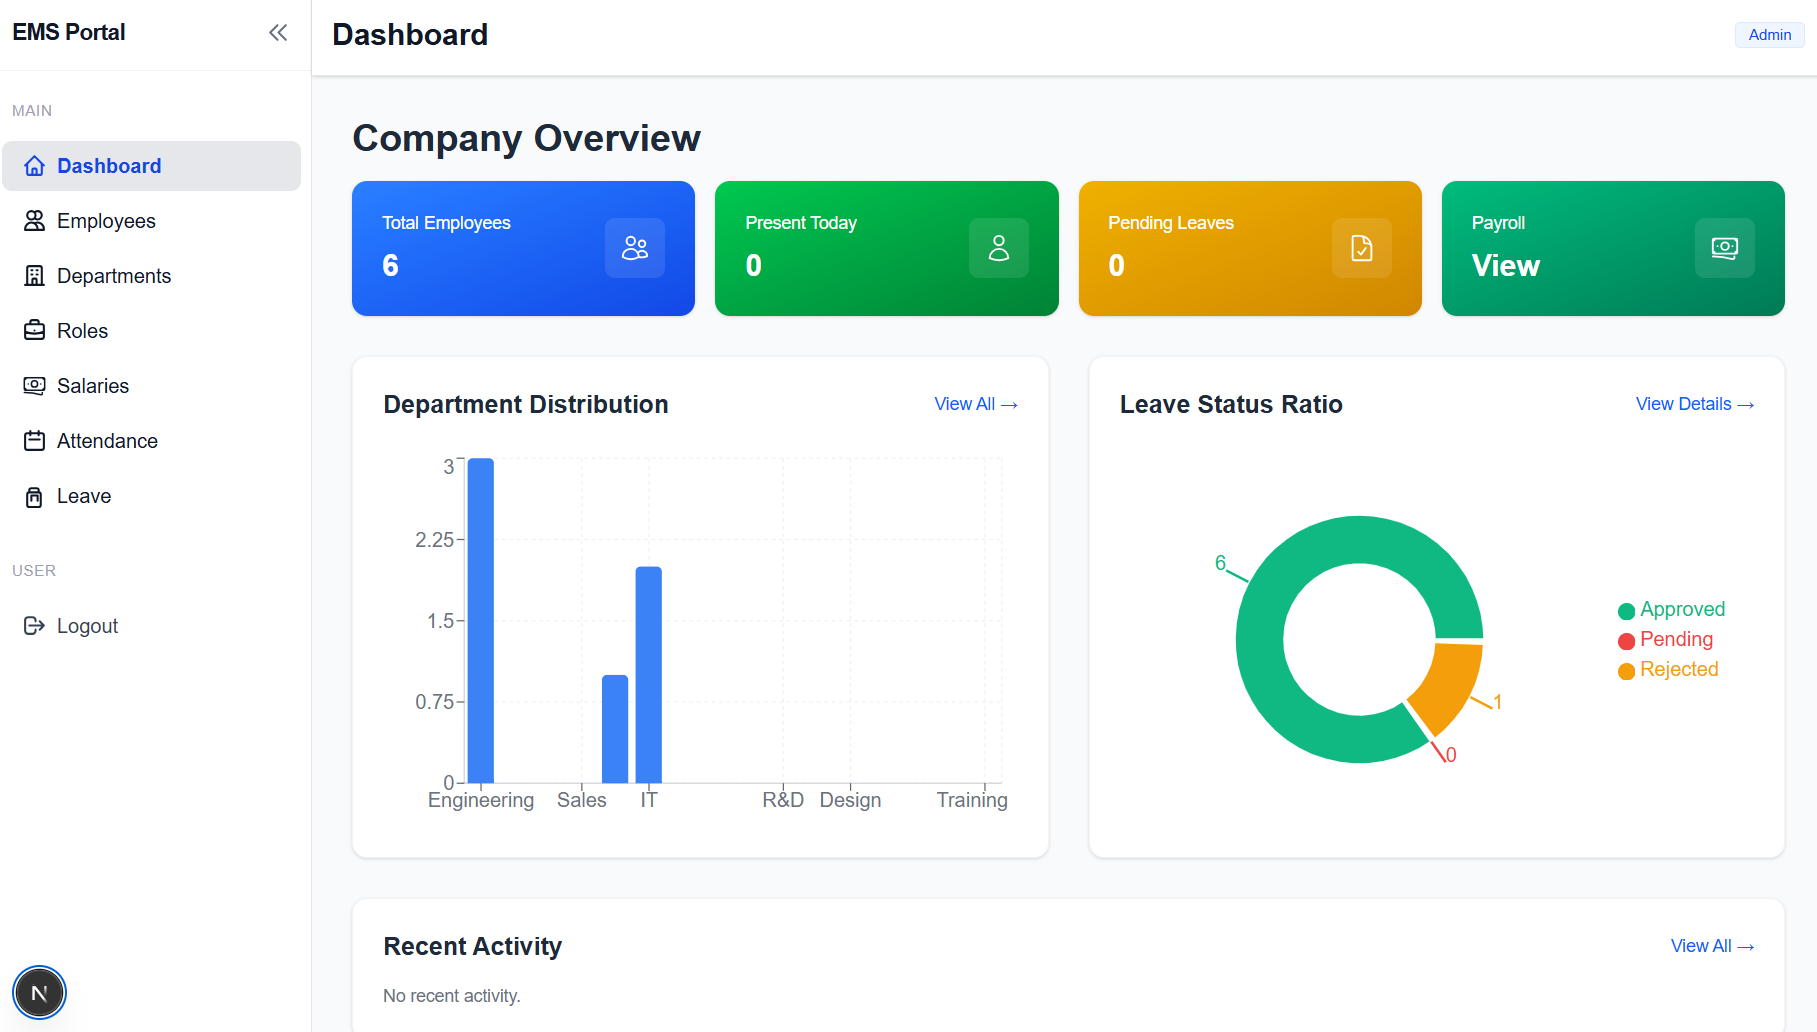 EMS Portal
Dashboard
Admin
MAIN
Dashboard
Employees
Departments
Roles
Salaries
Attendance
Leave
USER
Logout
N
Company Overview
Total Employees
6
Present Today
0
Pending Leaves
0
Payroll
View
Department Distribution
View All →
3
2.25
1.5
0.75
0
Engineering Sales IT R&D Design Training
Leave Status Ratio
View Details →
6
1
0
Approved
Pending
Rejected
Recent Activity
View All →
No recent activity.